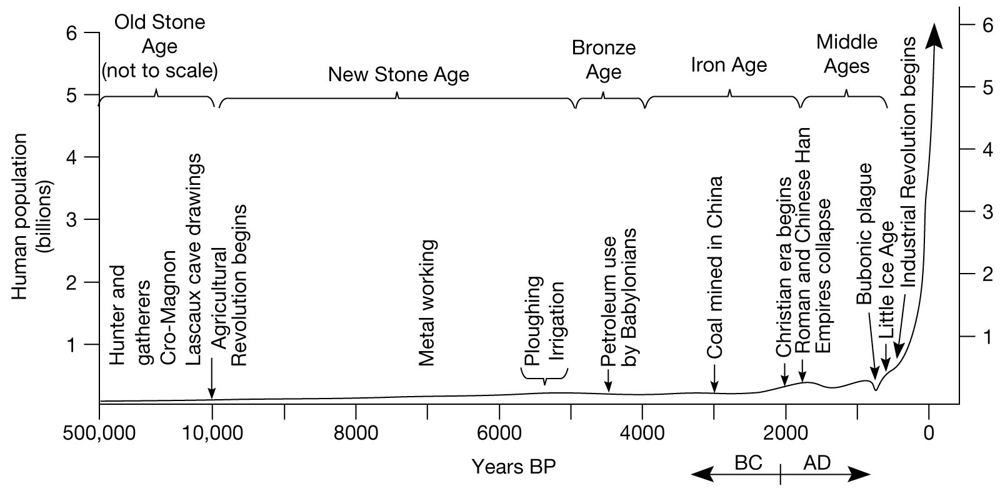 Old Stone
Age
(not to scale)
New Stone Age
Bronze
Age
Iron Age
Middle
Ages
6
5
4
3
2
1
Human population
(billions)
Hunter and
gatherers
Cro-Magnon
Lascaux cave drawings
Agricultural
Revolution begins
Metal working
Ploughing
Irrigation
Petroleum use
by Babylonians
Coal mined in China
Christian era begins
Roman and Chinese Han
Empires collapse
Bubonic plague
Little Ice Age
Industrial Revolution begins
6
5
4
3
2
1
500,000 10,000 8000 6000 4000 2000 0
Years BP
BC AD